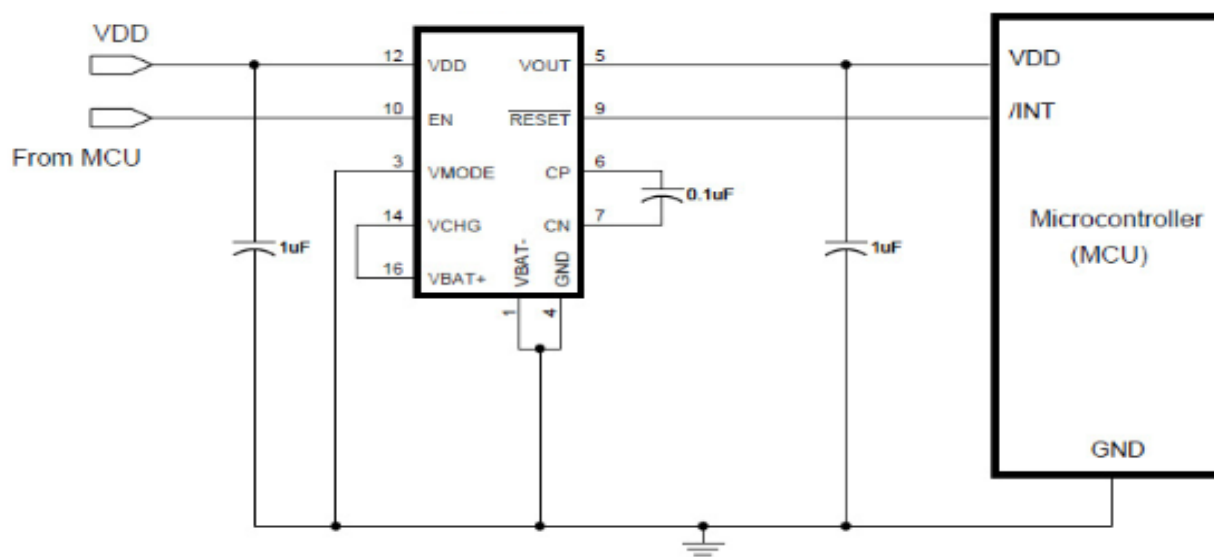 VDD
From MCU
12 VDD VOUT 5
10 EN RESET 9
3 VMODE CP 6
14 VCHG CN 7
16 VBAT+
VBAT- GND
1 4
0.1uF
1uF
1uF
VDD
/INT
Microcontroller
(MCU)
GND